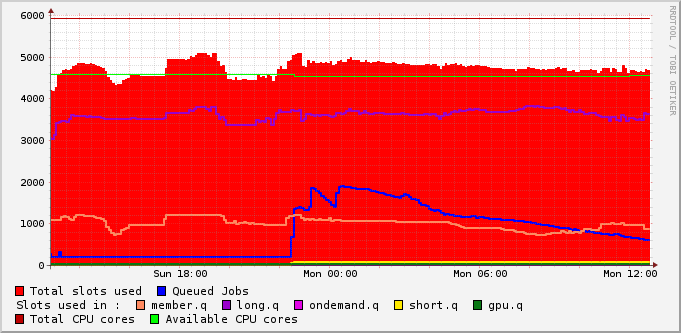 6000
5000
4000
3000
2000
1000
0
Sun 18:00 Mon 00:00 Mon 06:00 Mon 12:00
Total slots used Queued Jobs
Slots used in : member.q long.q ondemand.q short.q gpu.q
Total CPU cores Available CPU cores
RRDTOOL / TOBI OETIKER